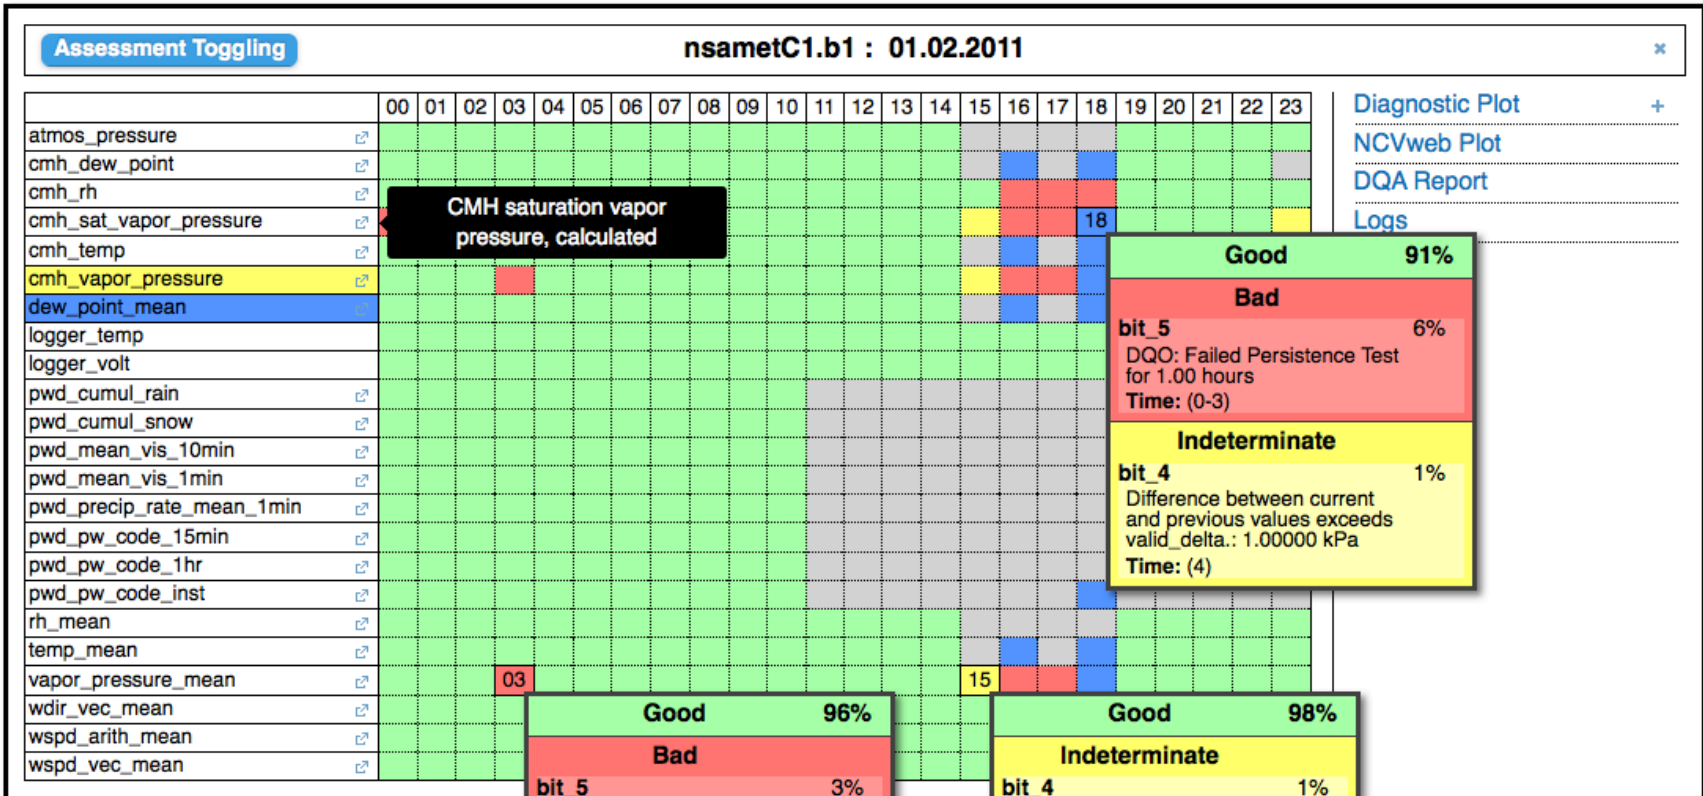 Assessment Toggling
nsametC1.b1 : 01.02.2011
×
00 01 02 03 04 05 06 07 08 09 10 11 12 13 14 15 16 17 18 19 20 21 22 23
Diagnostic Plot +
NCVweb Plot
DQA Report
Logs
atmos_pressure
cmh_dew_point
cmh_rh
cmh_sat_vapor_pressure
CMH saturation vapor
pressure, calculated
18
cmh_temp
cmh_vapor_pressure
dew_point_mean
logger_temp
logger_volt
pwd_cumul_rain
pwd_cumul_snow
pwd_mean_vis_10min
pwd_mean_vis_1min
pwd_precip_rate_mean_1min
pwd_pw_code_15min
pwd_pw_code_1hr
pwd_pw_code_inst
rh_mean
temp_mean
vapor_pressure_mean
03
15
wdir_vec_mean
wspd_arith_mean
wspd_vec_mean
Good 91%
Bad
bit_5 6%
DQO: Failed Persistence Test
for 1.00 hours
Time: (0-3)
Indeterminate
bit_4 1%
Difference between current
and previous values exceeds
valid_delta.: 1.00000 kPa
Time: (4)
Good 96%
Bad
bit_5 3%
Good 98%
Indeterminate
bit_4 1%